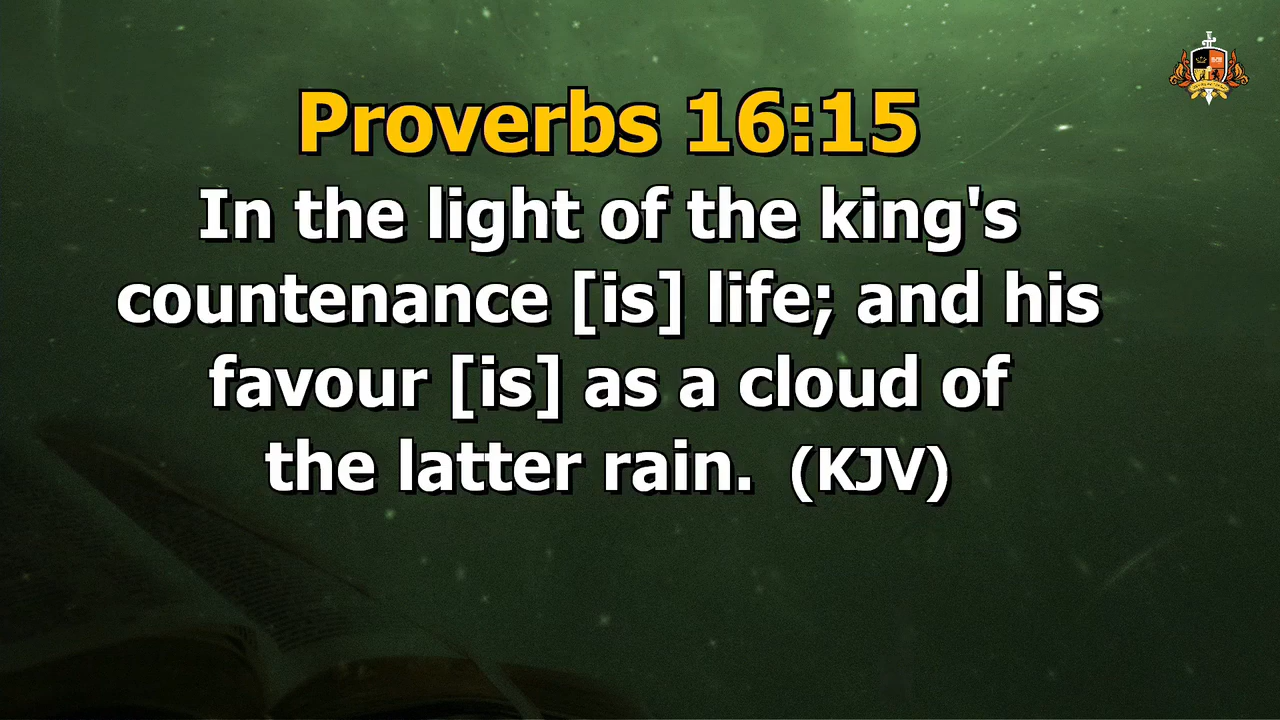 Proverbs 16:15
In the light of the king's
countenance [is] life; and his
favour [is] as a cloud of
the latter rain. (KJV)